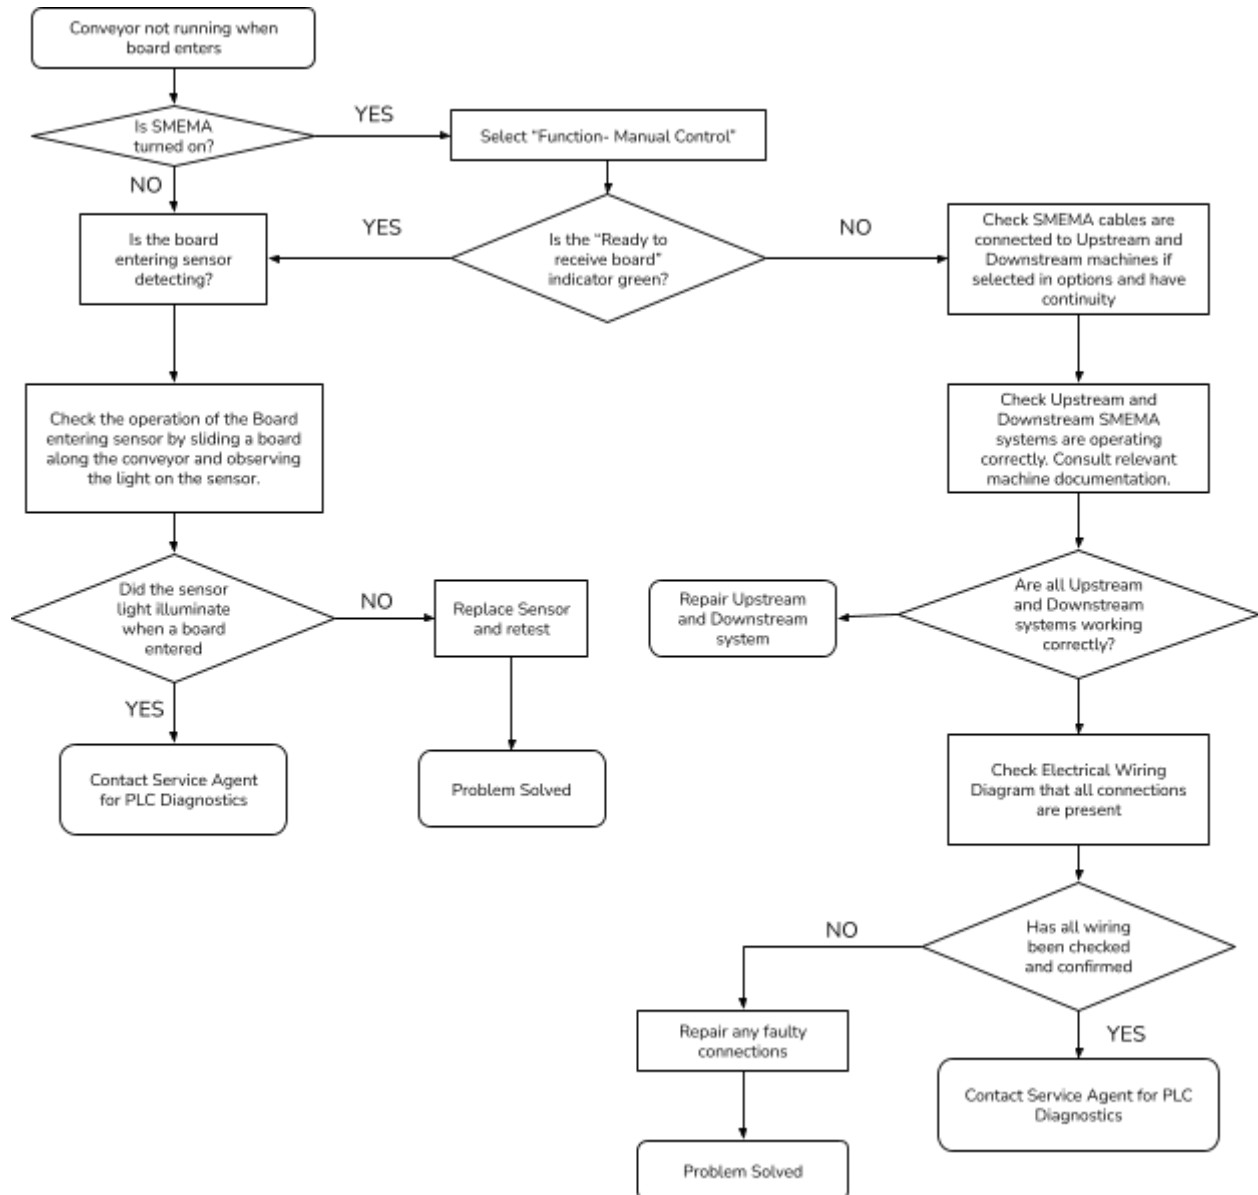 Conveyor not running when
board enters
Is SMEMA
turned on?
YES
Select "Function- Manual Control"
NO
Is the board
entering sensor
detecting?
YES
Is the “Ready to
receive board”
indicator green?
NO
Check SMEMA cables are
connected to Upstream and
Downstream machines if
selected in options and have
continuity
Check the operation of the Board
entering sensor by sliding a board
along the conveyor and observing
the light on the sensor.
Check Upstream and
Downstream SMEMA
systems are operating
correctly. Consult relevant
machine documentation.
Did the sensor
light illuminate
when a board
entered
NO
Replace Sensor
and retest
Repair Upstream
and Downstream
system
Are all Upstream
and Downstream
systems working
correctly?
YES
Contact Service Agent
for PLC Diagnostics
Problem Solved
Check Electrical Wiring
Diagram that all connections
are present
NO
Has all wiring
been checked
and confirmed
Repair any faulty
connections
YES
Contact Service Agent for PLC
Diagnostics
Problem Solved